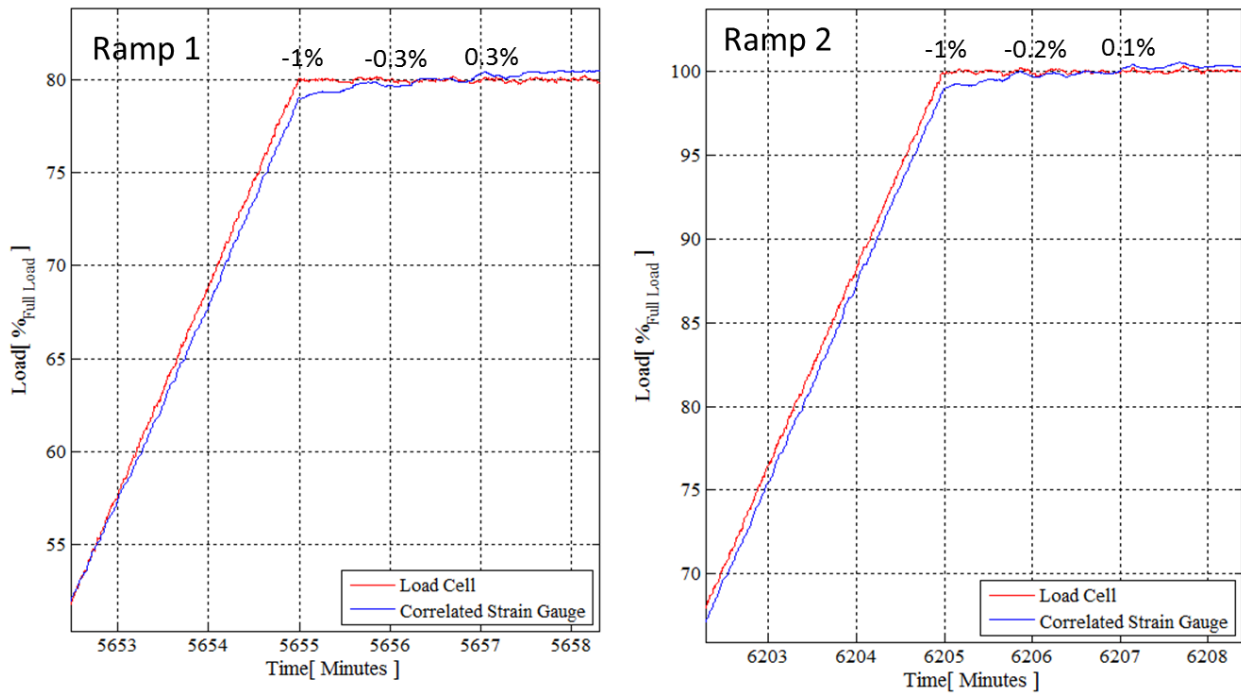 Ramp 1
-1% -0.3% 0.3%
80
75
70
65
60
55
Load[ %Full Load ]
5653 5654 5655 5656 5657 5658
Time[ Minutes ]
Load Cell
Correlated Strain Gauge
Ramp 2
-1% -0.2% 0.1%
100
95
90
85
80
75
70
Load[ %Full Load ]
6203 6204 6205 6206 6207 6208
Time[ Minutes ]
Load Cell
Correlated Strain Gauge